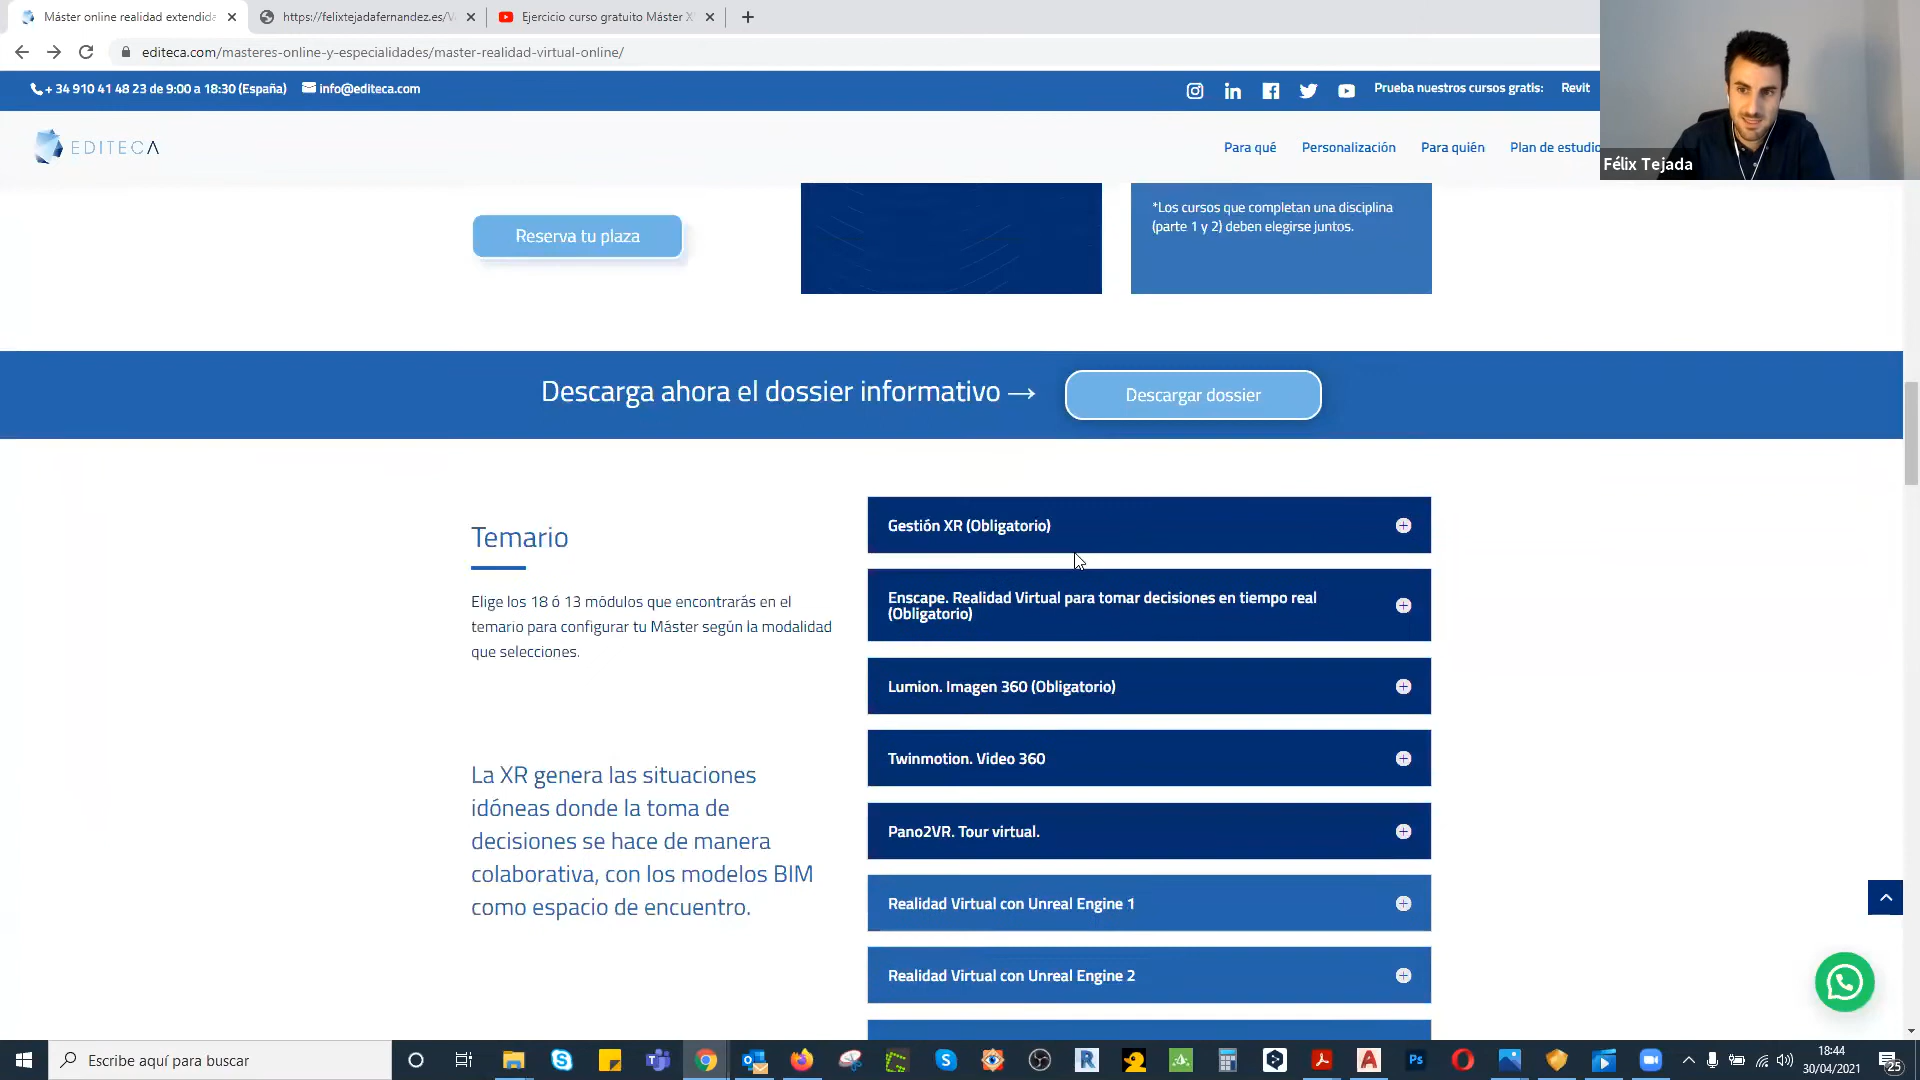 Máster online realidad extendida
https://felixtejadafernandez.es/V
Ejercicio curso gratuito Máster X
editeca.com/masteres-online-y-especialidades/master-realidad-virtual-online/
+ 34 910 41 48 23 de 9:00 a 18:30 (España)
info@editeca.com
Prueba nuestros cursos gratis:
Revit
EDITECA
Para qué
Personalización
Para quién
Plan de estudio
Félix Tejada
Reserva tu plaza
*Los cursos que completan una disciplina
(parte 1 y 2) deben elegirse juntos.
Descarga ahora el dossier informativo →
Descargar dossier
Temario
Elige los 18 ó 13 módulos que encontrarás en el
temario para configurar tu Máster según la modalidad
que selecciones.
La XR genera las situaciones
idóneas donde la toma de
decisiones se hace de manera
colaborativa, con los modelos BIM
como espacio de encuentro.
Gestión XR (Obligatorio)
Enscape. Realidad Virtual para tomar decisiones en tiempo real
(Obligatorio)
Lumion. Imagen 360 (Obligatorio)
Twinmotion. Video 360
Pano2VR. Tour virtual.
Realidad Virtual con Unreal Engine 1
Realidad Virtual con Unreal Engine 2
Escribe aquí para buscar
18:44
30/04/2021
25